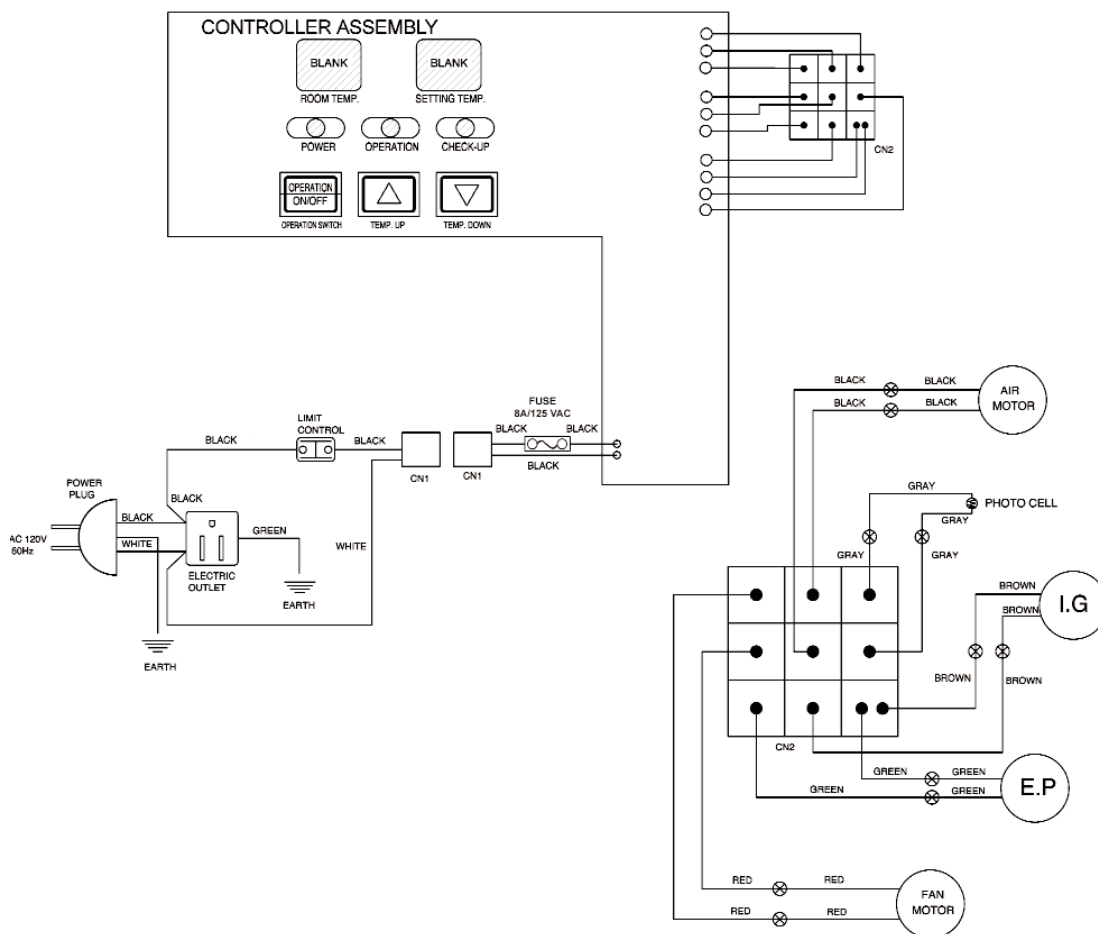 CONTROLLER ASSEMBLY
BLANK
BLANK
ROOM TEMP.
SETTING TEMP.
POWER
OPERATION
CHECK-UP
OPERATION
ON/OFF
OPERATION SWITCH
TEMP. UP
TEMP. DOWN
CN2
FUSE
8A/125 VAC
BLACK
BLACK
BLACK
LIMIT
CONTROL
BLACK
BLACK
CN1
CN1
POWER
PLUG
BLACK
BLACK
WHITE
AC 120V
60Hz
GREEN
WHITE
ELECTRIC
OUTLET
EARTH
EARTH
BLACK
BLACK
BLACK
BLACK
AIR
MOTOR
GRAY
GRAY
PHOTO CELL
GRAY
GRAY
BROWN
BROWN
I.G
BROWN
BROWN
CN2
GREEN
GREEN
GREEN
GREEN
E.P
RED
RED
RED
RED
FAN
MOTOR